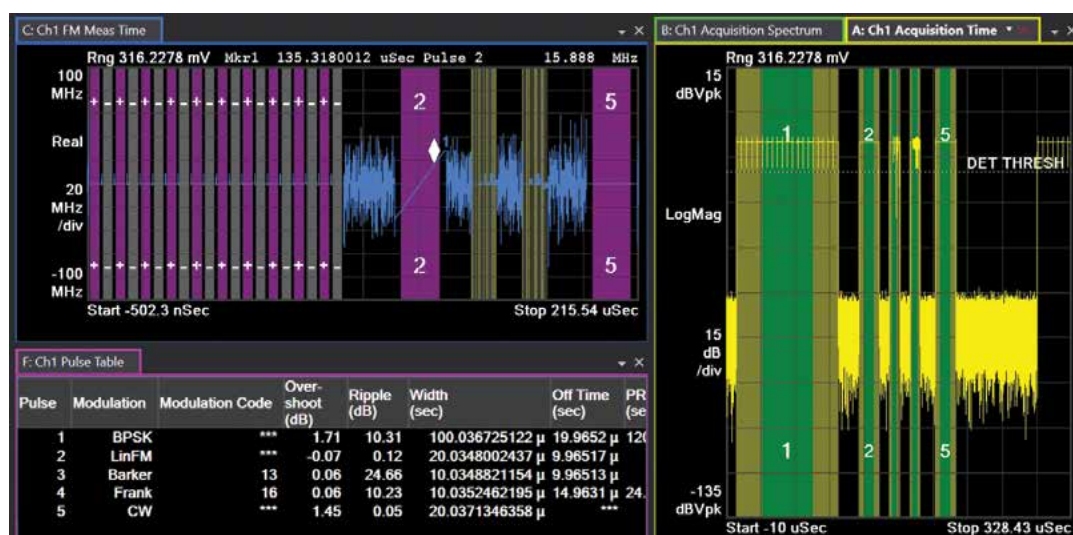 C: Ch1 FM Meas Time
Rng 316.2278 mV Mkr1 135.3180012 uSec Pulse 2 15.888 MHz
100
MHz
Real
20
MHz
/div
-100
MHz
2
5
2
5
Start -502.3 nSec Stop 215.54 uSec
B: Ch1 Acquisition Spectrum A: Ch1 Acquisition Time
Rng 316.2278 mV
15
dBVpk
1 2 5
DET THRESH
LogMag
15
dB
/div
1 2 5
-135
dBVpk
Start -10 uSec Stop 328.43 uSec
F: Ch1 Pulse Table
Pulse Modulation Modulation Code Over-shoot (dB) Ripple (dB) Width (sec) Off Time (sec) PR (se
1 BPSK *** 1.71 10.31 100.036725122 µ 19.9652 µ 120
2 LinFM *** -0.07 0.12 20.0348002437 µ 9.96517 µ
3 Barker 13 0.06 24.66 10.0348821154 µ 9.96513 µ
4 Frank 16 0.06 10.23 10.0352462195 µ 14.9631 µ 24.
5 CW *** 1.45 0.05 20.0371346358 µ ***